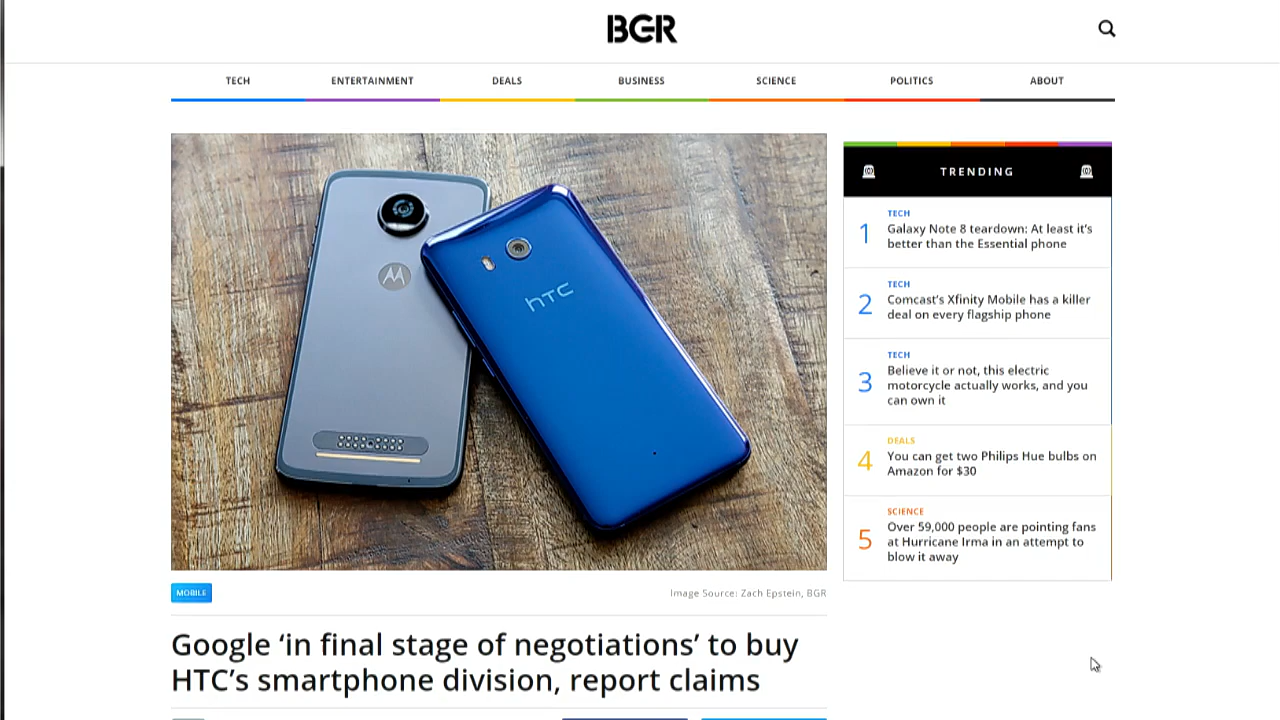 BGR
TECH
ENTERTAINMENT
DEALS
BUSINESS
SCIENCE
POLITICS
ABOUT
htc
MOBILE
Image Source: Zach Epstein, BGR
Google ‘in final stage of negotiations’ to buy
HTC’s smartphone division, report claims
TRENDING
1
TECH
Galaxy Note 8 teardown: At least it’s
better than the Essential phone
2
TECH
Comcast’s Xfinity Mobile has a killer
deal on every flagship phone
3
TECH
Believe it or not, this electric
motorcycle actually works, and you
can own it
4
DEALS
You can get two Philips Hue bulbs on
Amazon for $30
5
SCIENCE
Over 59,000 people are pointing fans
at Hurricane Irma in an attempt to
blow it away